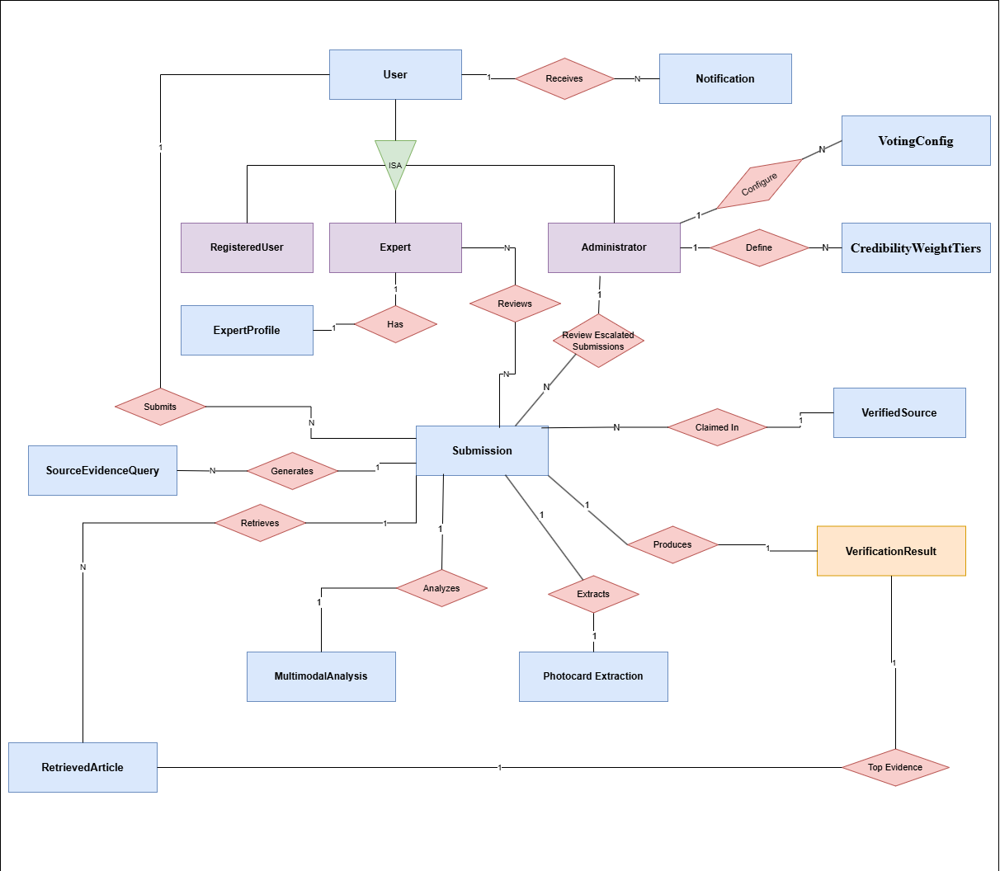 User
1
Receives
N
Notification
1
ISA
VotingConfig
N
Configure
1
RegisteredUser
Expert
N
Administrator
1
Define
N
CredibilityWeightTiers
1
1
Reviews
ExpertProfile
1
Has
Review Escalated
Submissions
N
N
Submits
N
VerifiedSource
1
N
Claimed In
Submission
SourceEvidenceQuery
N
Generates
1
Retrieves
1
1
1
1
N
Produces
1
VerificationResult
Analyzes
1
Extracts
1
MultimodalAnalysis
Photocard Extraction
1
RetrievedArticle
1
Top Evidence